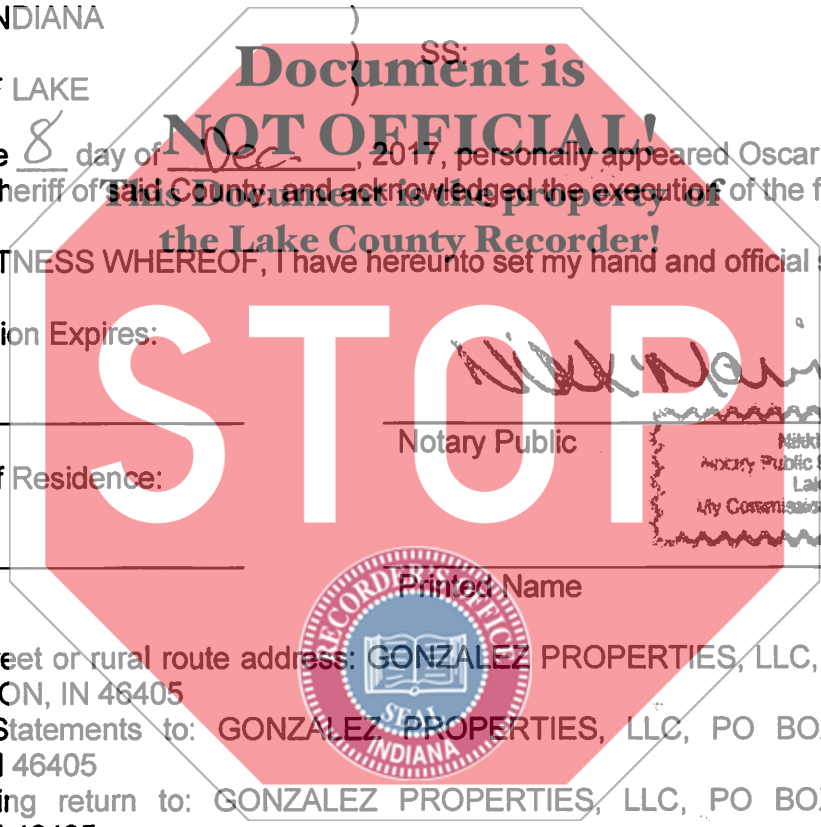 NDIANA )
Document is
) SS:
LAKE )
NOT OFFICIAL!
8 day of Dec. , 2017, personally appeared Oscar
heriff of said County, and acknowledged the execution of the f
This Document is the property of
the Lake County Recorder!
TNESS WHEREOF, I have hereunto set my hand and official s
ion Expires:
STOP
Notary Public
Notary Public
Lak
My Commission
f Residence:
Printed Name
RECORDER'S OFFICE
SEAL
INDIANA
eet or rural route address: GONZALEZ PROPERTIES, LLC,
ON, IN 46405
Statements to: GONZALEZ PROPERTIES, LLC, PO BOX
46405
ing return to: GONZALEZ PROPERTIES, LLC, PO BOX